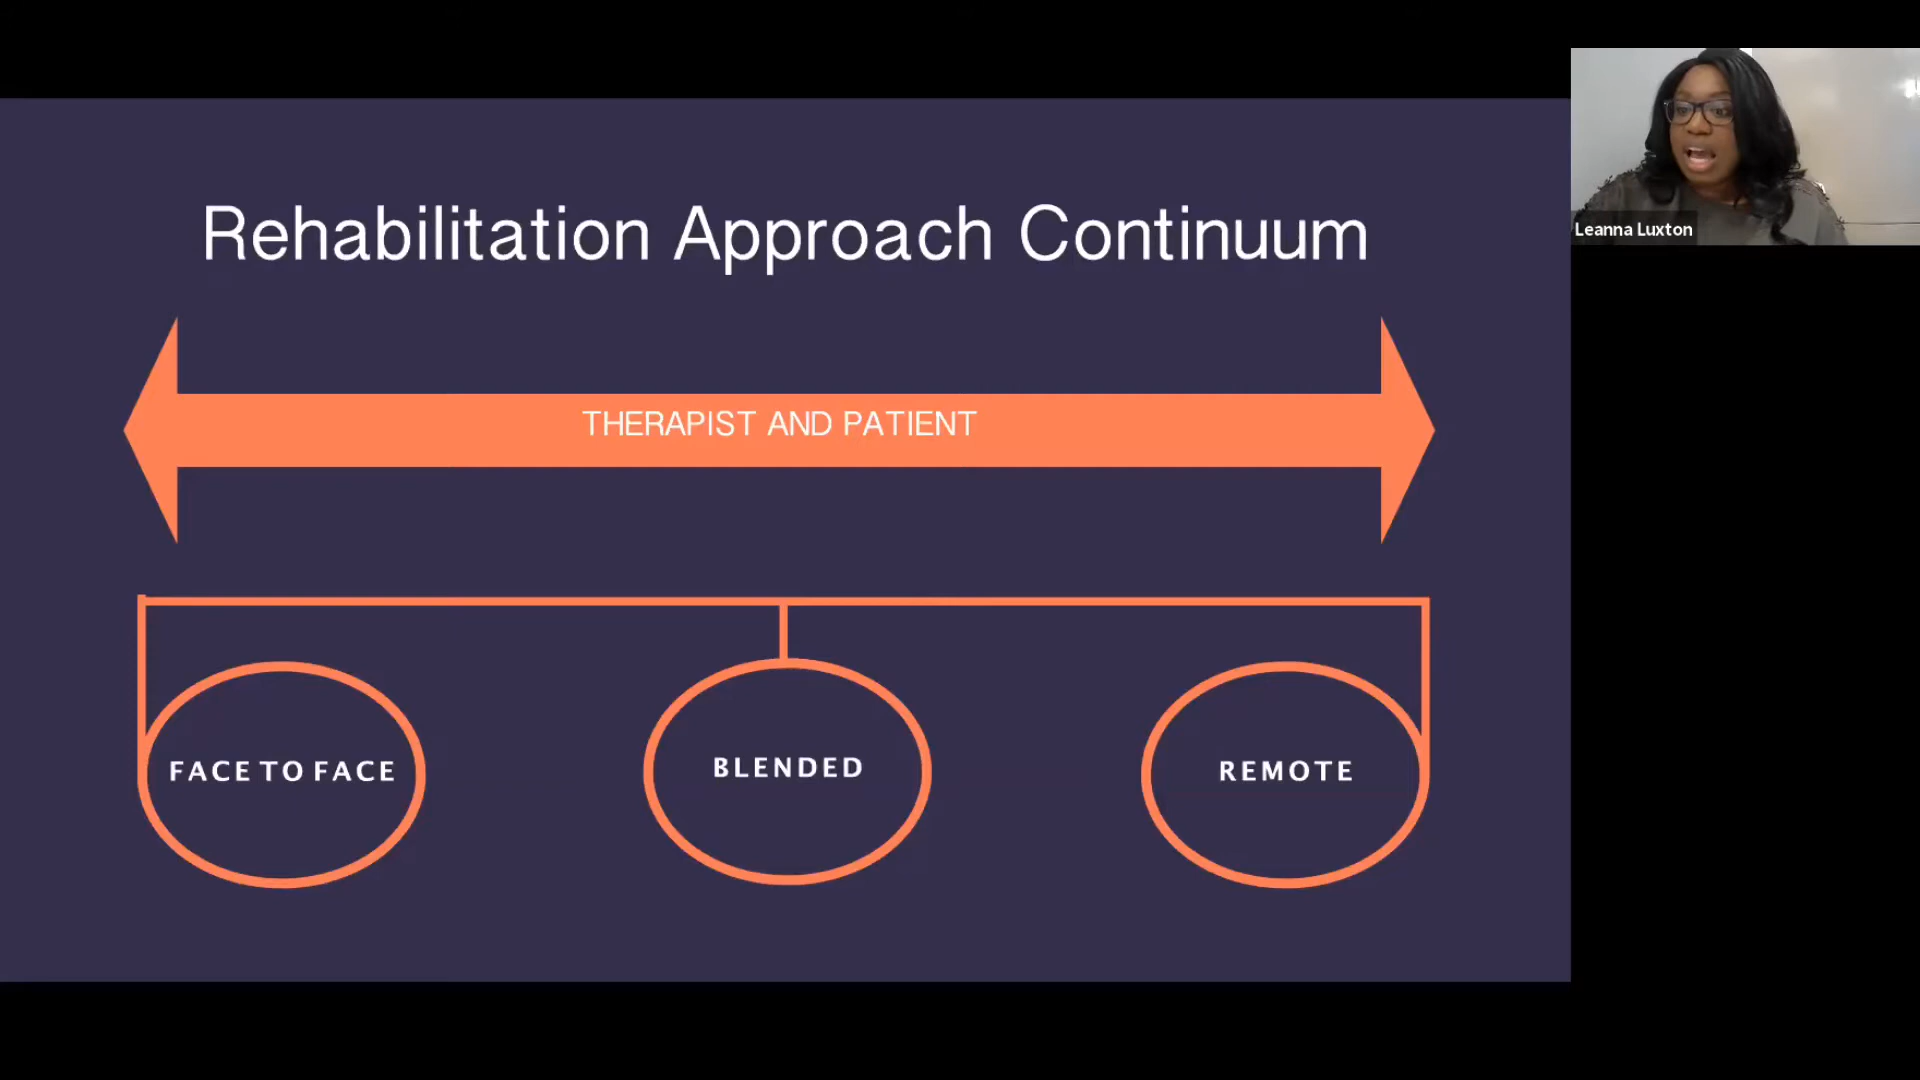 Rehabilitation Approach Continuum
THERAPIST AND PATIENT
FACE TO FACE
BLENDED
REMOTE
Leanna Luxton